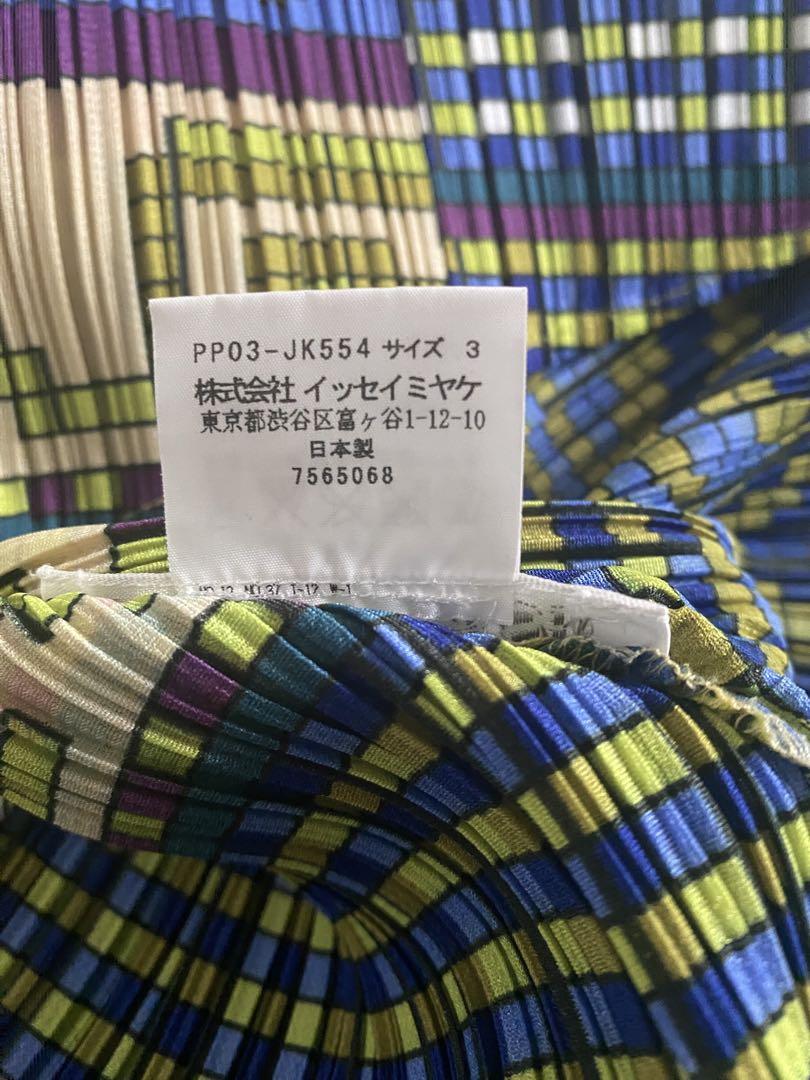 PP03-JK554 サイズ 3
株式会社 イッセイミヤケ
東京都渋谷区富ヶ谷1-12-10
日本製
7565068